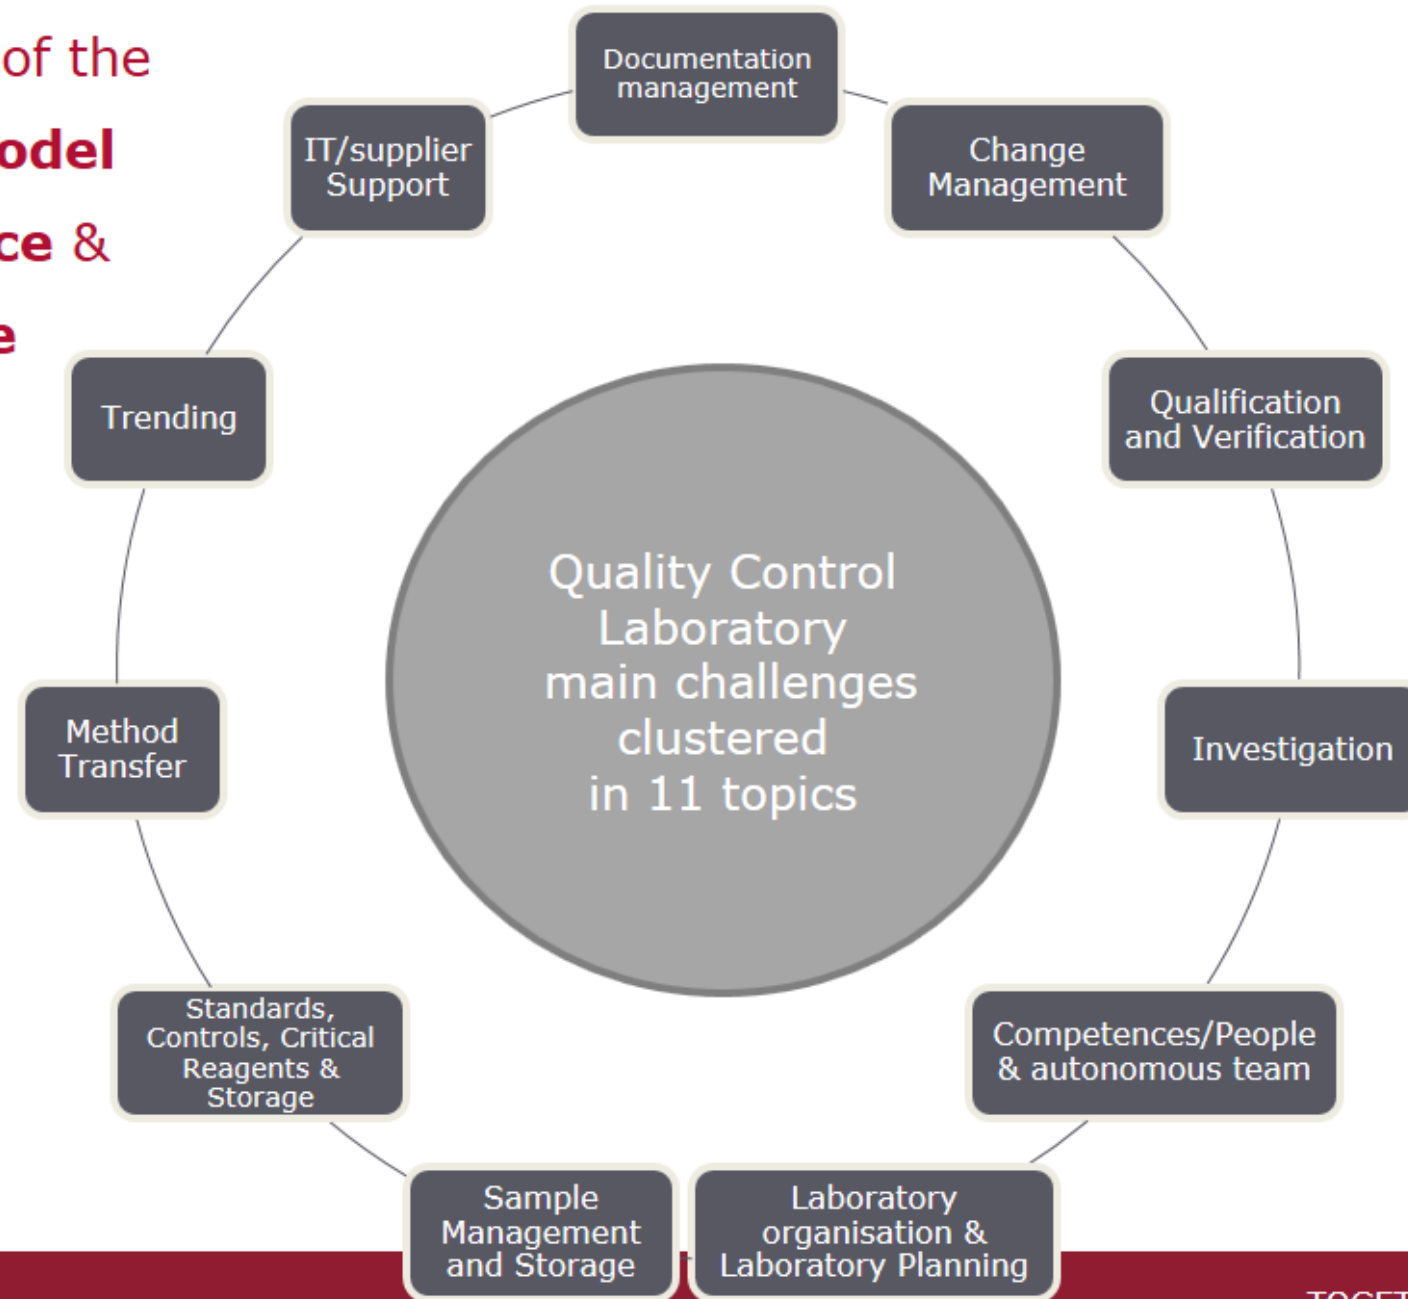 of the
odel
ce &
e
Documentation
management
Change
Management
Qualification
and Verification
Investigation
Competences/People
& autonomous team
Laboratory
organisation &
Laboratory Planning
Sample
Management
and Storage
Standards,
Controls, Critical
Reagents &
Storage
Method
Transfer
Trending
IT/supplier
Support
Quality Control
Laboratory
main challenges
clustered
in 11 topics